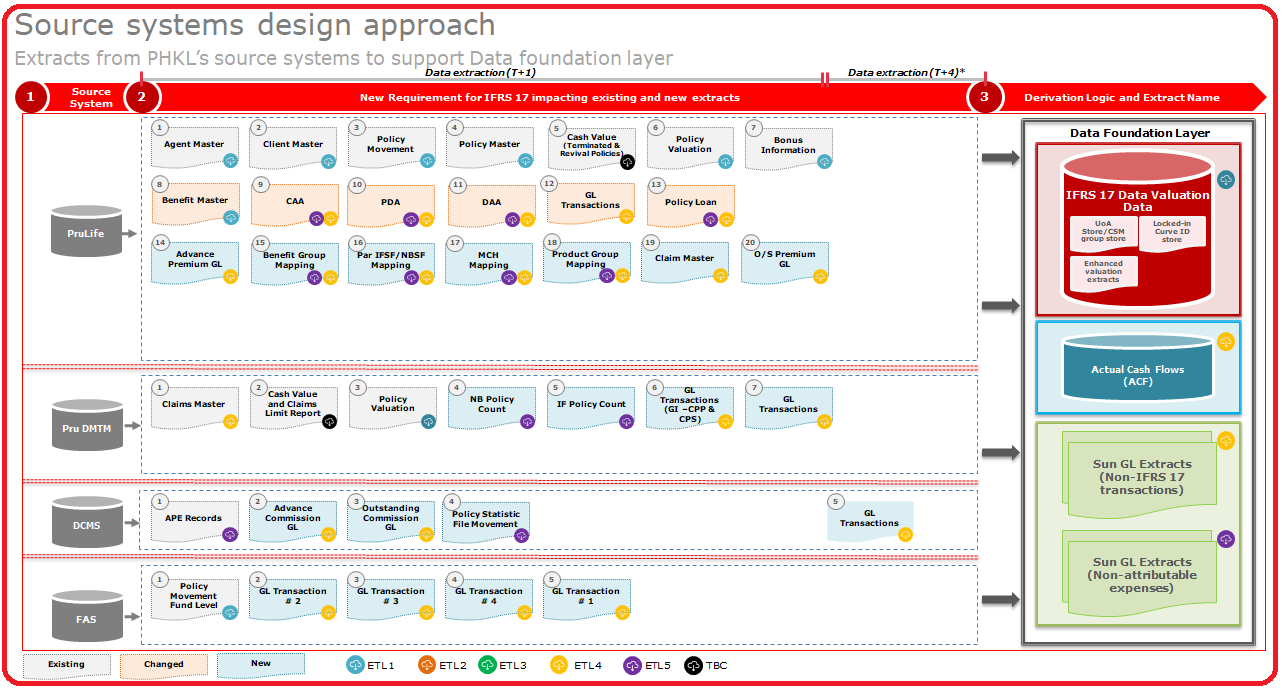 Source systems design approach
Extracts from PHKL’s source systems to support Data foundation layer
Data extraction (T+1)
Data extraction (T+4)*
1
Source
System
2
New Requirement for IFRS 17 impacting existing and new extracts
3
Derivation Logic and Extract Name
PruLife
1
Agent Master
2
Client Master
3
Policy
Movement
4
Policy Master
5
Cash Value
(Terminated &
Revival Policies)
6
Policy
Valuation
7
Bonus
Information
8
Benefit Master
9
CAA
10
PDA
11
DAA
12
GL
Transactions
13
Policy Loan
14
Advance
Premium GL
15
Benefit Group
Mapping
16
Par IFSF/NBSF
Mapping
17
MCH
Mapping
18
Product Group
Mapping
19
Claim Master
20
O/S Premium
GL
Pru DMTM
1
Claims Master
2
Cash Value
and Claims
Limit Report
3
Policy
Valuation
4
NB Policy
Count
5
IF Policy Count
6
GL
Transactions
(GI –CPP &
CPS)
7
GL
Transactions
DCMS
1
APE Records
2
Advance
Commission
GL
3
Outstanding
Commission
GL
4
Policy Statistic
File Movement
5
GL
Transactions
FAS
1
Policy
Movement
Fund Level
2
GL Transaction
# 2
3
GL Transaction
# 3
4
GL Transaction
# 4
5
GL Transaction
# 1
Data Foundation Layer
IFRS 17 Data Valuation
Data
UoA
Store/CSM
group store
Locked-in
Curve ID
store
Enhanced
valuation
extracts
Actual Cash Flows
(ACF)
Sun GL Extracts
(Non-IFRS 17
transactions)
Sun GL Extracts
(Non-attributable
expenses)
Existing
Changed
New
ETL1
ETL2
ETL3
ETL4
ETL5
TBC